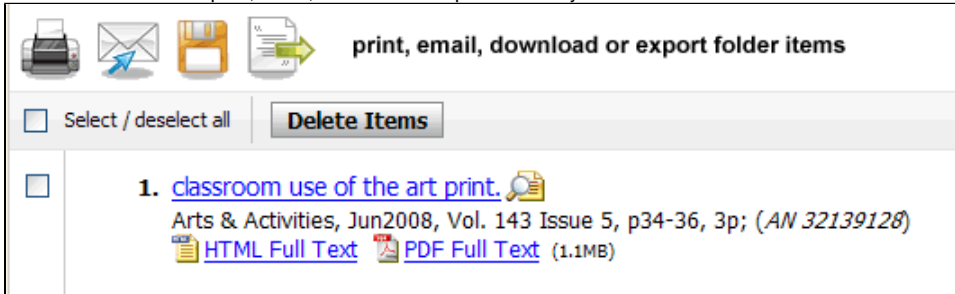 print, email, download or export folder items
Select / deselect all Delete Items
1. classroom use of the art print.
Arts & Activities, Jun2008, Vol. 143 Issue 5, p34-36, 3p; (AN 32139128)
HTML Full Text PDF Full Text (1.1MB)